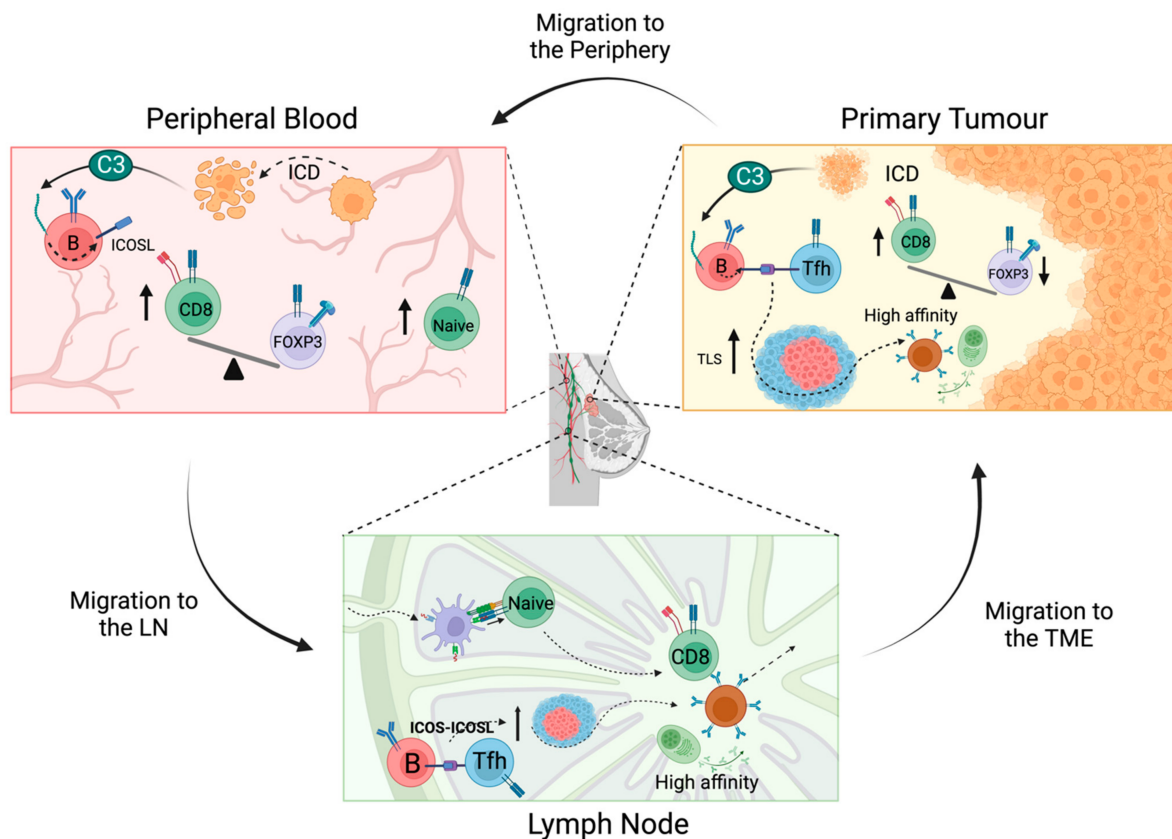 Migration to
the Periphery
Peripheral Blood
C3
ICD
B
ICOSL
CD8
FOXP3
Naive
Primary Tumour
C3
ICD
B
Tfh
CD8
FOXP3
High affinity
TLS
Migration to
the LN
Migration to
the TME
Naive
CD8
ICOS-ICOSL
B
Tfh
High affinity
Lymph Node